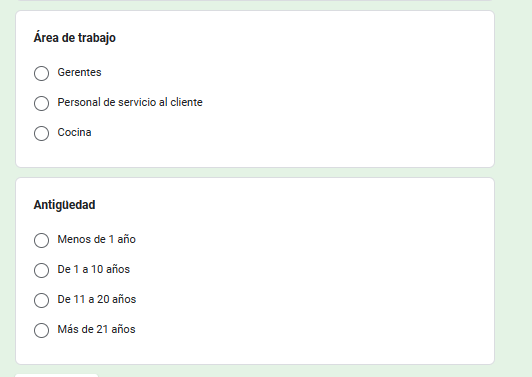 Área de trabajo
Gerentes
Personal de servicio al cliente
Cocina
Antigüedad
Menos de 1 año
De 1 a 10 años
De 11 a 20 años
Más de 21 años